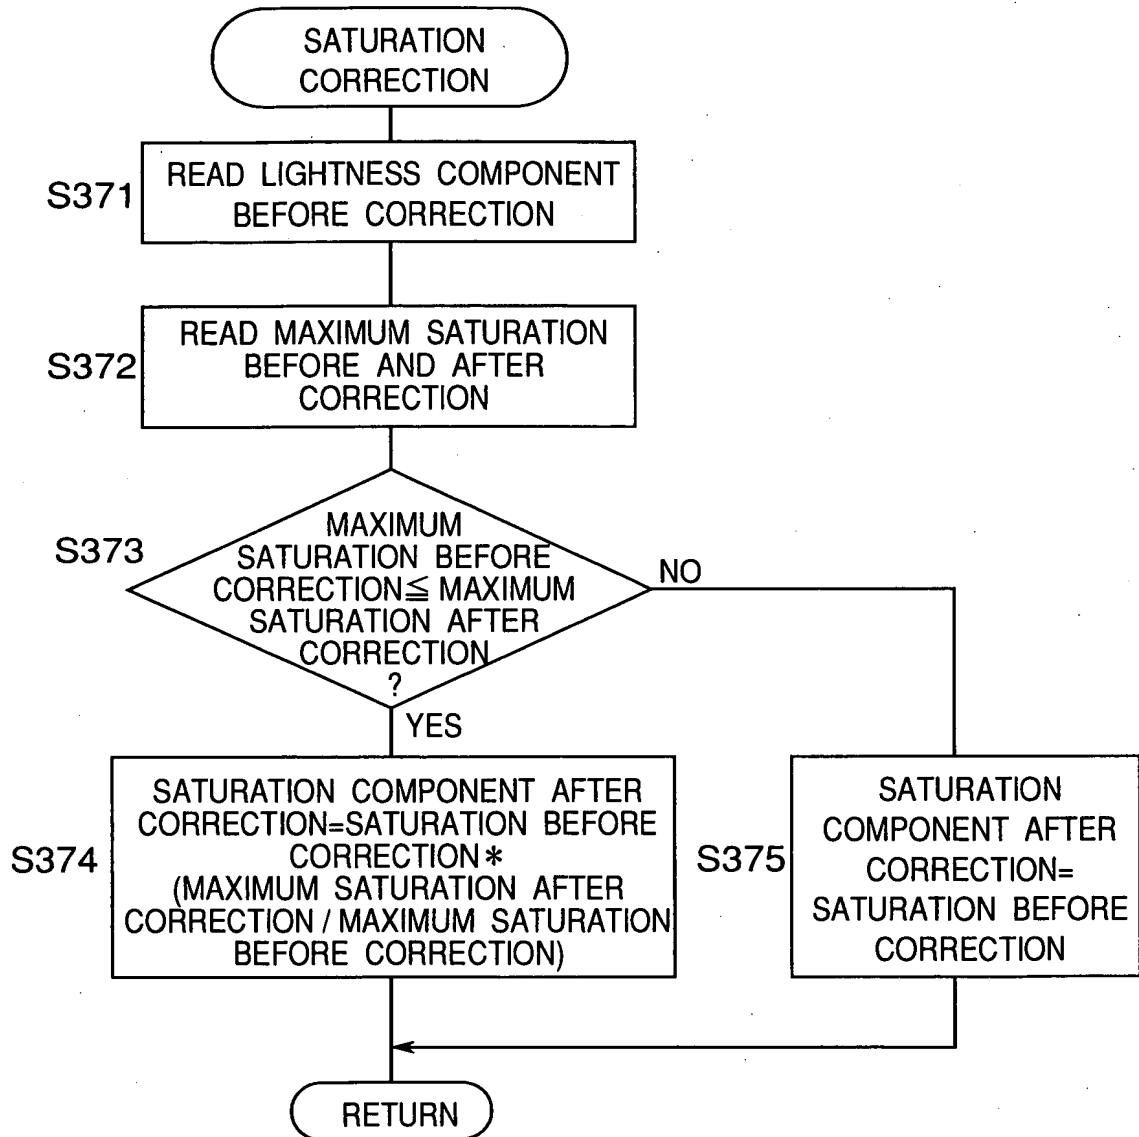 SATURATION
CORRECTION
S371
READ LIGHTNESS COMPONENT
BEFORE CORRECTION
S372
READ MAXIMUM SATURATION
BEFORE AND AFTER
CORRECTION
S373
MAXIMUM
SATURATION BEFORE
CORRECTION≦ MAXIMUM
SATURATION AFTER
CORRECTION
?
NO
YES
S374
SATURATION COMPONENT AFTER
CORRECTION=SATURATION BEFORE
CORRECTION*
(MAXIMUM SATURATION AFTER
CORRECTION / MAXIMUM SATURATION
BEFORE CORRECTION)
S375
SATURATION
COMPONENT AFTER
CORRECTION=
SATURATION BEFORE
CORRECTION
RETURN